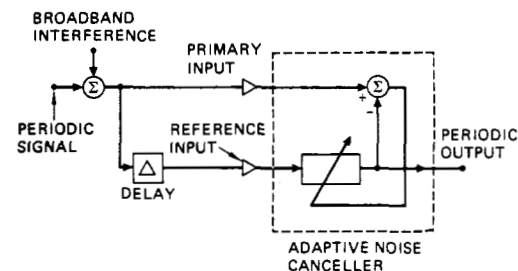 BROADBAND
INTERFERENCE
PRIMARY
INPUT
Σ
Σ
+
−
PERIODIC
SIGNAL
REFERENCE
INPUT
PERIODIC
OUTPUT
Δ
DELAY
ADAPTIVE NOISE
CANCELLER